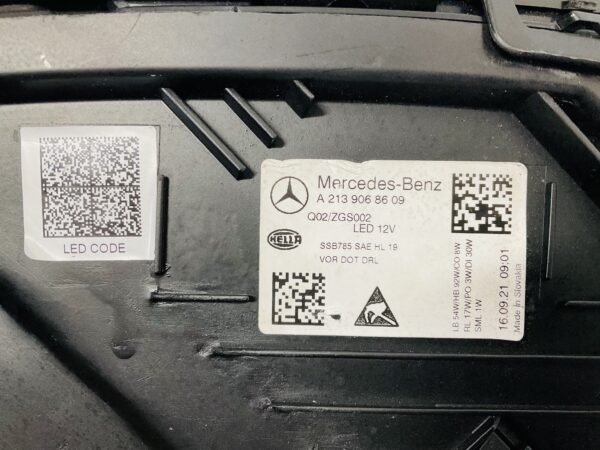 LED CODE
Mercedes-Benz
A 213 906 86 09
Q02/ZGS002
LED 12V
HELLA
SSB785 SAE HL 19
VOR DOT DRL
LB 54W/HB 92W/CO 8W
RL 17W/PO 3W/DI 30W
SML 1W
16.09.21 09:01
Made in Slovakia